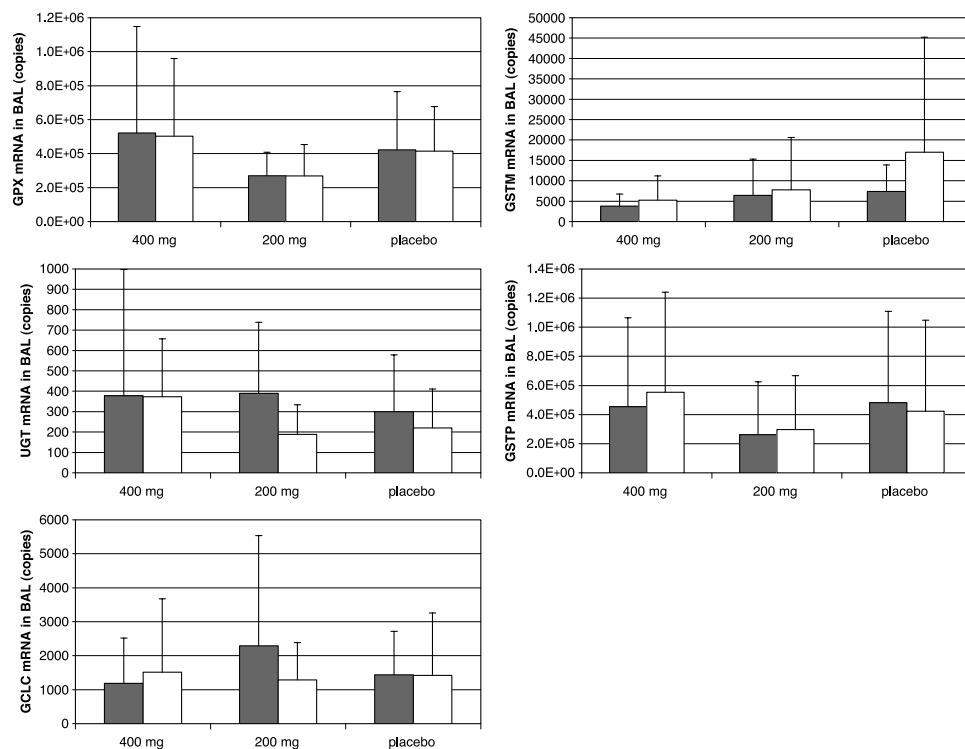 GPX mRNA in BAL (copies)
1.2E+06
1.0E+06
8.0E+05
6.0E+05
4.0E+05
2.0E+05
0.0E+00
400 mg 200 mg placebo
GSTM mRNA in BAL (copies)
50000
45000
40000
35000
30000
25000
20000
15000
10000
5000
0
400 mg 200 mg placebo
UGT mRNA in BAL (copies)
1000
900
800
700
600
500
400
300
200
100
0
400 mg 200 mg placebo
GSTP mRNA in BAL (copies)
1.4E+06
1.2E+06
1.0E+06
8.0E+05
6.0E+05
4.0E+05
2.0E+05
0.0E+00
400 mg 200 mg placebo
GCLC mRNA in BAL (copies)
6000
5000
4000
3000
2000
1000
0
400 mg 200 mg placebo